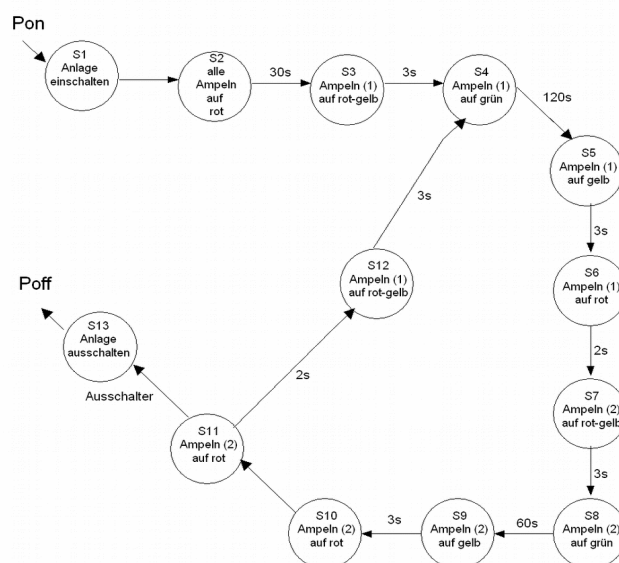 Pon
S1
Anlage
einschalten
S2
alle
Ampeln
auf
rot
30s
S3
Ampeln (1)
auf rot-gelb
3s
S4
Ampeln (1)
auf grün
120s
S5
Ampeln (1)
auf gelb
3s
S6
Ampeln (1)
auf rot
2s
S7
Ampeln (2)
auf rot-gelb
3s
S8
Ampeln (2)
auf grün
60s
S9
Ampeln (2)
auf gelb
3s
S10
Ampeln (2)
auf rot
S11
Ampeln (2)
auf rot
2s
S12
Ampeln (1)
auf rot-gelb
3s
Ausschalter
S13
Anlage
ausschalten
Poff